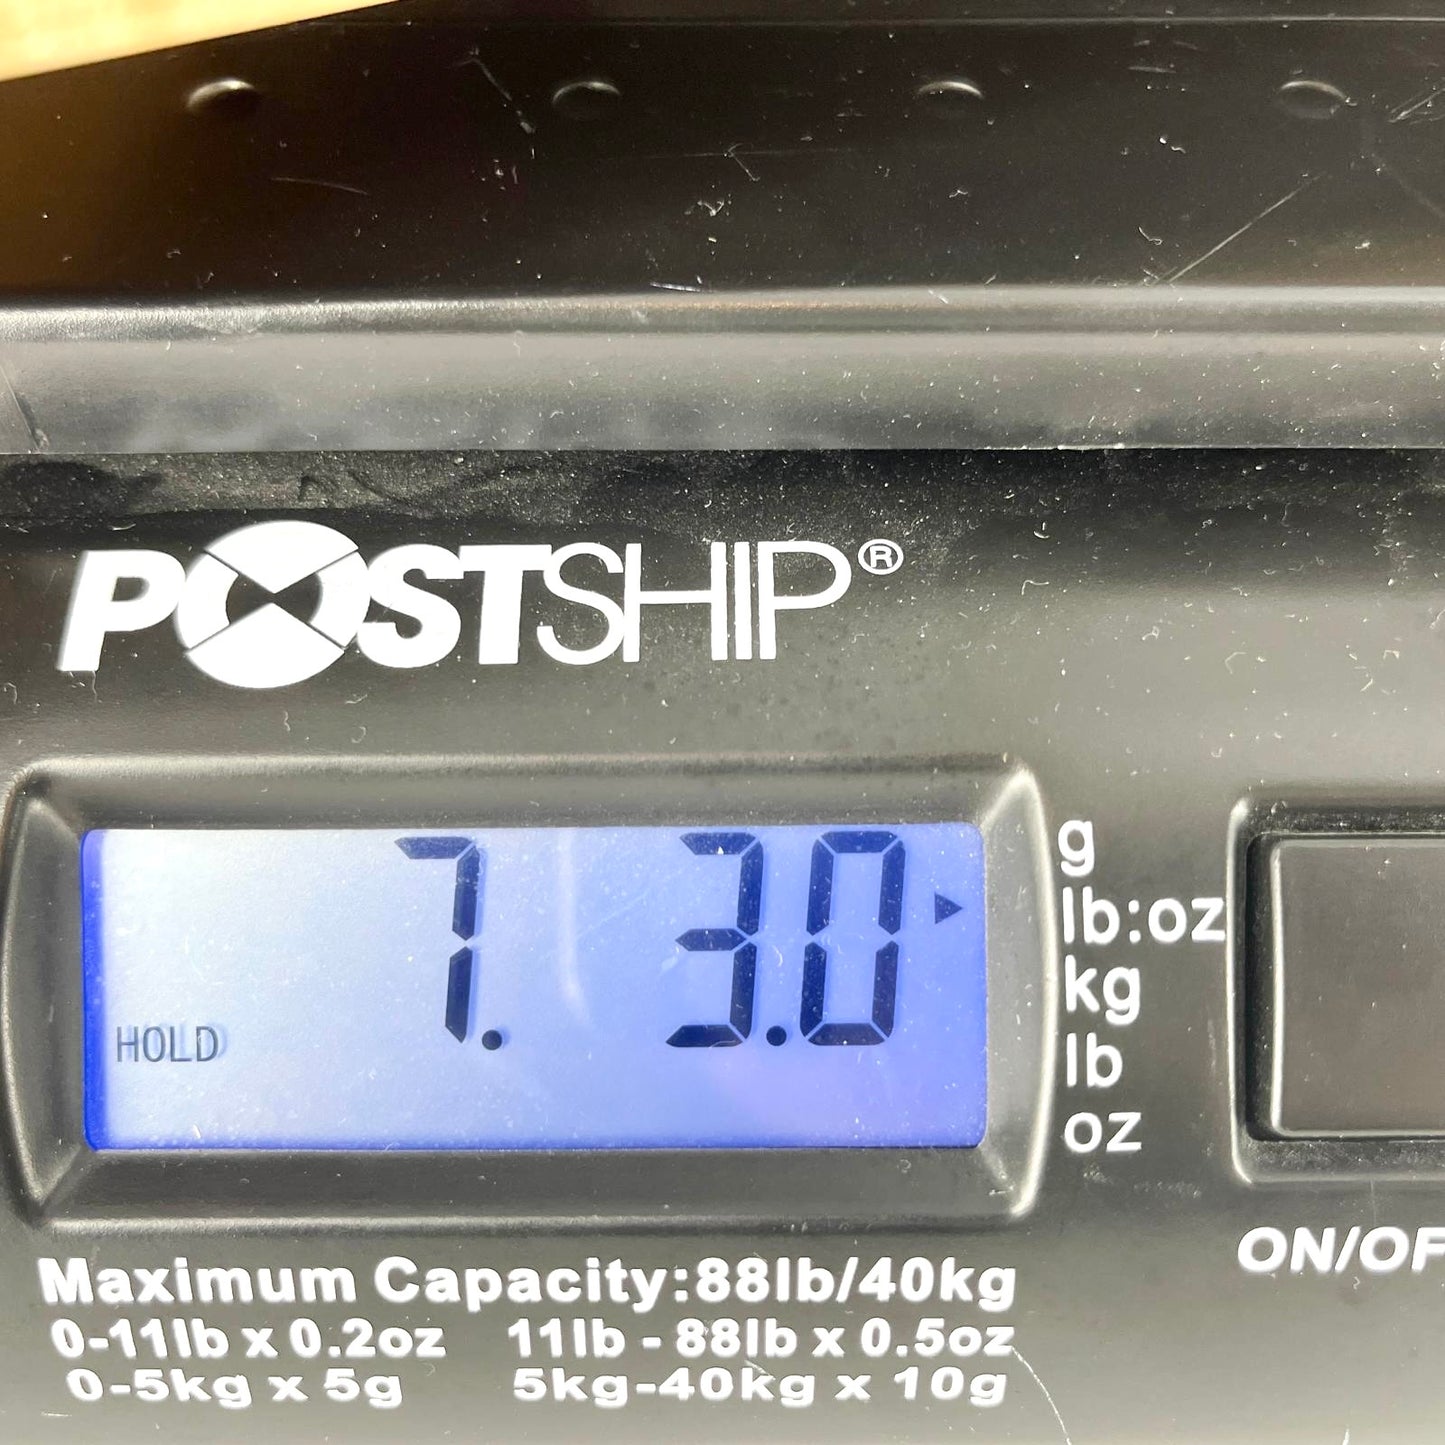 POSTSHIP®
7. 3.0
HOLD
g
lb:oz
kg
lb
oz
ON/OF
Maximum Capacity:88lb/40kg
0-11lb x 0.2oz 11lb - 88lb x 0.5oz
0-5kg x 5g 5kg-40kg x 10g